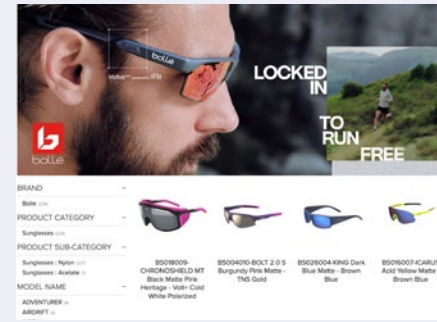 bollé
LOCKED
IN
TO
RUN
FREE
bollé
BRAND
Bolle
PRODUCT CATEGORY
Sunglasses
PRODUCT SUB-CATEGORY
Sunglasses : Nylon
Sunglasses : Acetate
MODEL NAME
ADVENTURER
AIRDRIFT
BS018009-
CHRONOSHIELD MT
Black Matte Pink
Heritage - Volt+ Cold
White Polarized
BS004010-BOLT 2.0 S
Burgundy Pink Matte -
TNS Gold
BS026004-KING Dark
Blue Matte - Brown
Blue
BS016007-ICARUS
Acid Yellow Matte
Brown Blue